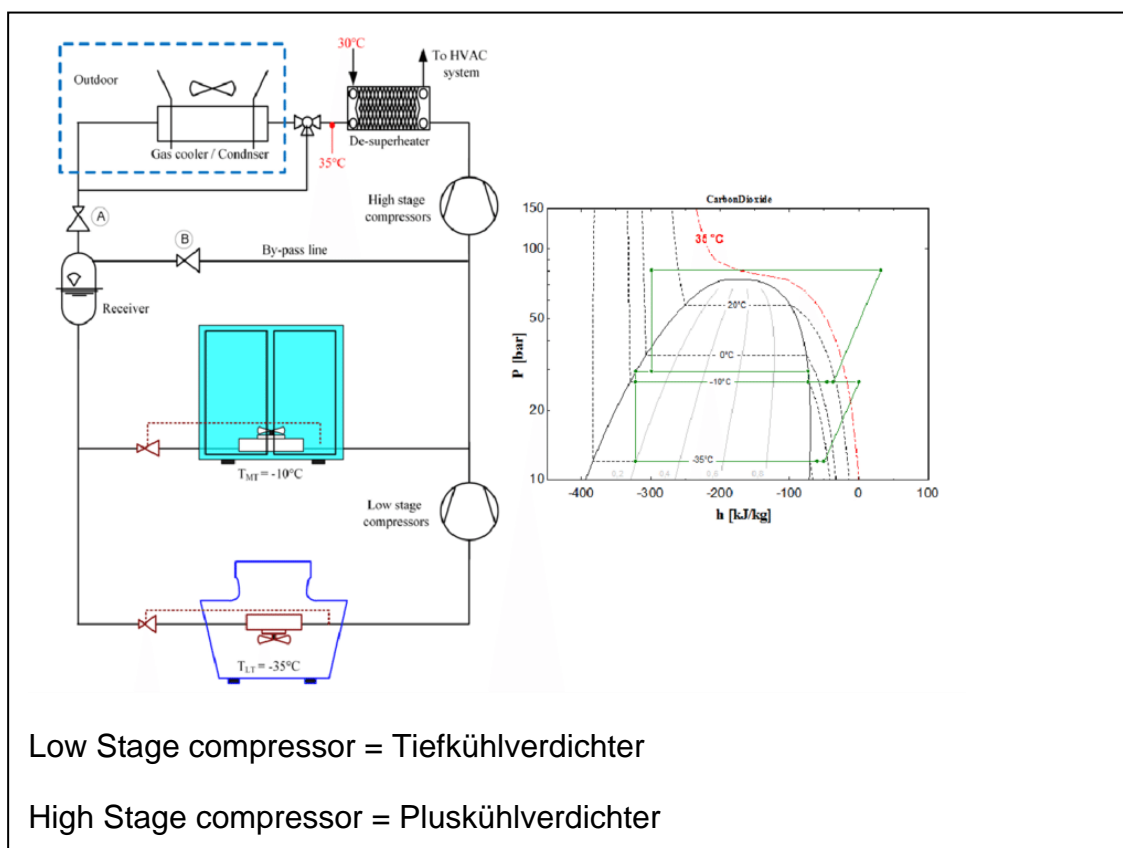 30°C
To HVAC
system
Outdoor
De-superheater
Gas cooler / Condnser
35°C
A
High stage
compressors
B
By-pass line
Receiver
T_MT = -10°C
Low stage
compressors
T_LT = -35°C
CarbonDioxide
150
35 °C
100
50
20°C
0°C
P [bar]
-10°C
20
-35°C
0.2 0.4 0.6 0.8
10
-400 -300 -200 -100 0 100
h [kJ/kg]
Low Stage compressor = Tiefkühlverdichter
High Stage compressor = Pluskühlverdichter